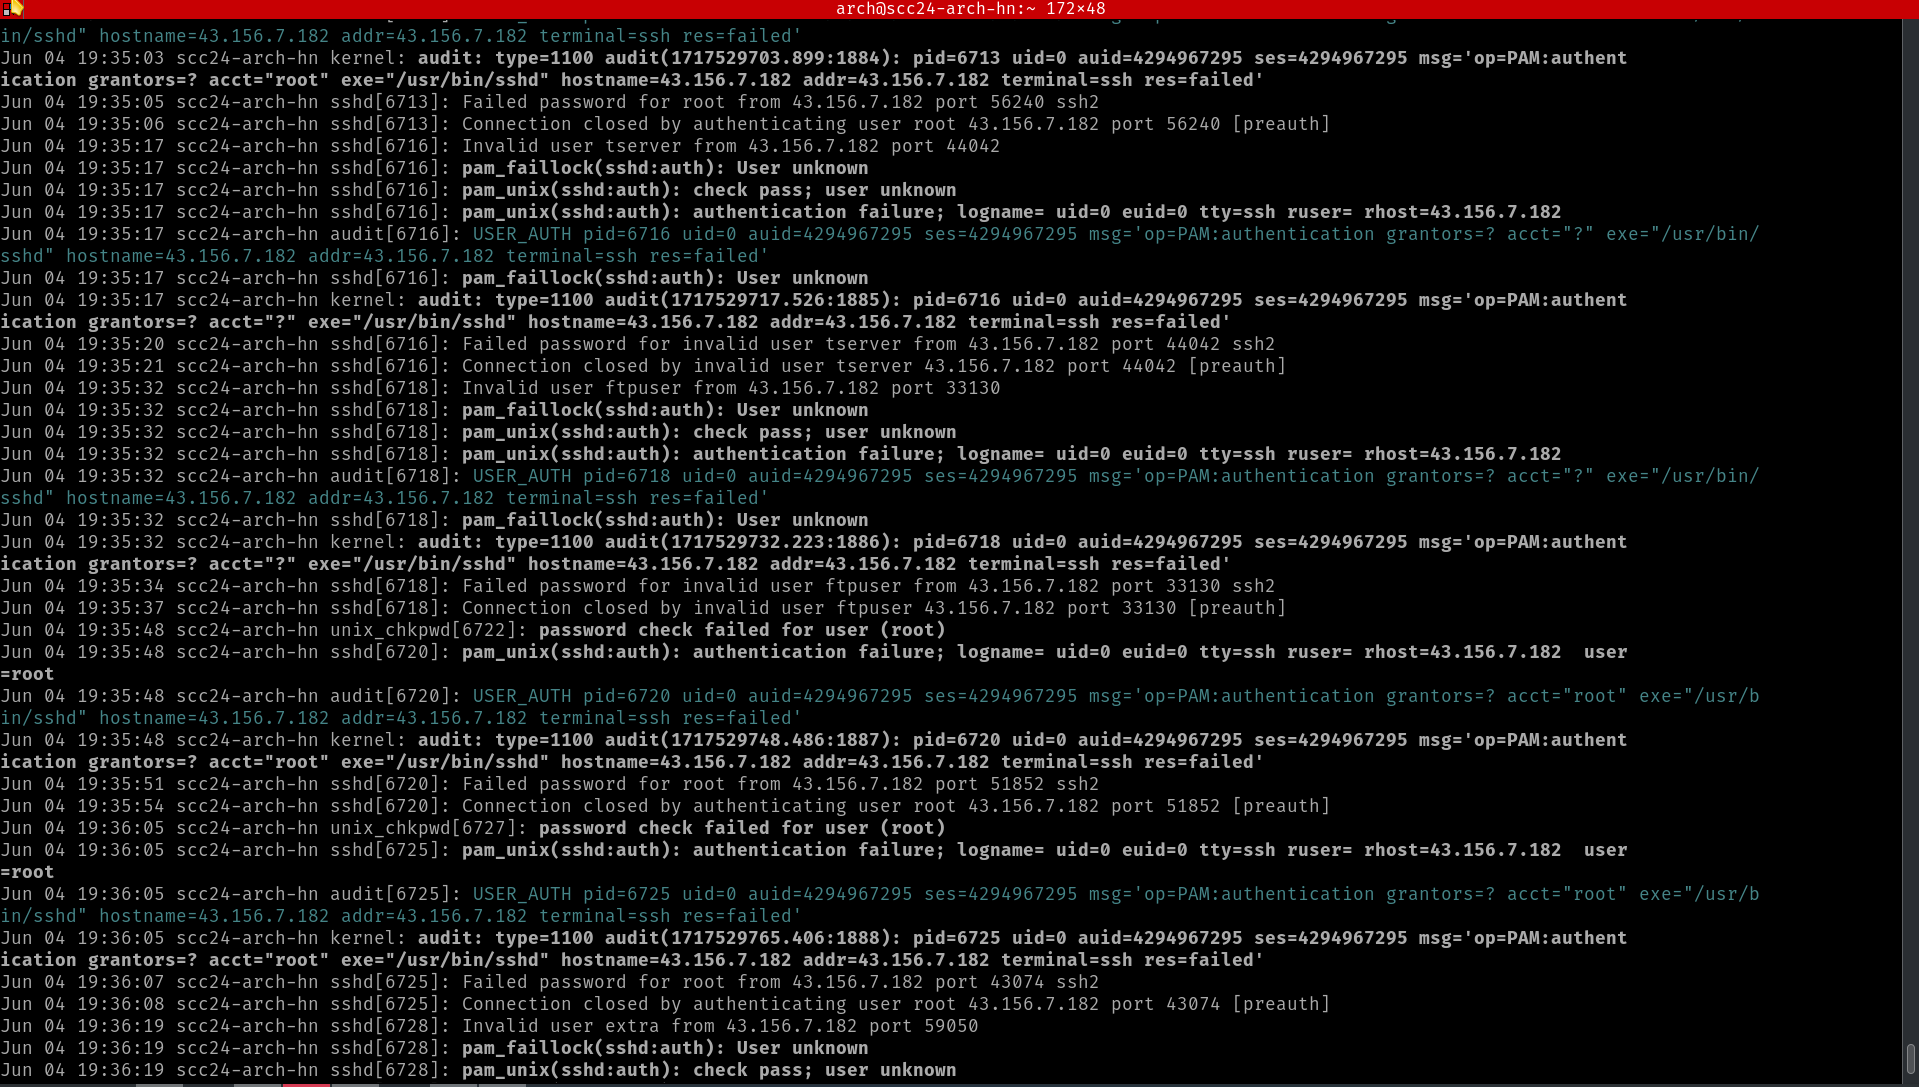 arch@scc24-arch-hn:~ 172×48
in/sshd" hostname=43.156.7.182 addr=43.156.7.182 terminal=ssh res=failed'
Jun 04 19:35:03 scc24-arch-hn kernel: audit: type=1100 audit(1717529703.899:1884): pid=6713 uid=0 auid=4294967295 ses=4294967295 msg='op=PAM:authent
ication grantors=? acct="root" exe="/usr/bin/sshd" hostname=43.156.7.182 addr=43.156.7.182 terminal=ssh res=failed'
Jun 04 19:35:05 scc24-arch-hn sshd[6713]: Failed password for root from 43.156.7.182 port 56240 ssh2
Jun 04 19:35:06 scc24-arch-hn sshd[6713]: Connection closed by authenticating user root 43.156.7.182 port 56240 [preauth]
Jun 04 19:35:17 scc24-arch-hn sshd[6716]: Invalid user tserver from 43.156.7.182 port 44042
Jun 04 19:35:17 scc24-arch-hn sshd[6716]: pam_faillock(sshd:auth): User unknown
Jun 04 19:35:17 scc24-arch-hn sshd[6716]: pam_unix(sshd:auth): check pass; user unknown
Jun 04 19:35:17 scc24-arch-hn sshd[6716]: pam_unix(sshd:auth): authentication failure; logname= uid=0 euid=0 tty=ssh ruser= rhost=43.156.7.182
Jun 04 19:35:17 scc24-arch-hn audit[6716]: USER_AUTH pid=6716 uid=0 auid=4294967295 ses=4294967295 msg='op=PAM:authentication grantors=? acct="?" exe="/usr/bin/
sshd" hostname=43.156.7.182 addr=43.156.7.182 terminal=ssh res=failed'
Jun 04 19:35:17 scc24-arch-hn sshd[6716]: pam_faillock(sshd:auth): User unknown
Jun 04 19:35:17 scc24-arch-hn kernel: audit: type=1100 audit(1717529717.526:1885): pid=6716 uid=0 auid=4294967295 ses=4294967295 msg='op=PAM:authent
ication grantors=? acct="?" exe="/usr/bin/sshd" hostname=43.156.7.182 addr=43.156.7.182 terminal=ssh res=failed'
Jun 04 19:35:20 scc24-arch-hn sshd[6716]: Failed password for invalid user tserver from 43.156.7.182 port 44042 ssh2
Jun 04 19:35:21 scc24-arch-hn sshd[6716]: Connection closed by invalid user tserver 43.156.7.182 port 44042 [preauth]
Jun 04 19:35:32 scc24-arch-hn sshd[6718]: Invalid user ftpuser from 43.156.7.182 port 33130
Jun 04 19:35:32 scc24-arch-hn sshd[6718]: pam_faillock(sshd:auth): User unknown
Jun 04 19:35:32 scc24-arch-hn sshd[6718]: pam_unix(sshd:auth): check pass; user unknown
Jun 04 19:35:32 scc24-arch-hn sshd[6718]: pam_unix(sshd:auth): authentication failure; logname= uid=0 euid=0 tty=ssh ruser= rhost=43.156.7.182
Jun 04 19:35:32 scc24-arch-hn audit[6718]: USER_AUTH pid=6718 uid=0 auid=4294967295 ses=4294967295 msg='op=PAM:authentication grantors=? acct="?" exe="/usr/bin/
sshd" hostname=43.156.7.182 addr=43.156.7.182 terminal=ssh res=failed'
Jun 04 19:35:32 scc24-arch-hn sshd[6718]: pam_faillock(sshd:auth): User unknown
Jun 04 19:35:32 scc24-arch-hn kernel: audit: type=1100 audit(1717529732.223:1886): pid=6718 uid=0 auid=4294967295 ses=4294967295 msg='op=PAM:authent
ication grantors=? acct="?" exe="/usr/bin/sshd" hostname=43.156.7.182 addr=43.156.7.182 terminal=ssh res=failed'
Jun 04 19:35:34 scc24-arch-hn sshd[6718]: Failed password for invalid user ftpuser from 43.156.7.182 port 33130 ssh2
Jun 04 19:35:37 scc24-arch-hn sshd[6718]: Connection closed by invalid user ftpuser 43.156.7.182 port 33130 [preauth]
Jun 04 19:35:48 scc24-arch-hn unix_chkpwd[6722]: password check failed for user (root)
Jun 04 19:35:48 scc24-arch-hn sshd[6720]: pam_unix(sshd:auth): authentication failure; logname= uid=0 euid=0 tty=ssh ruser= rhost=43.156.7.182  user
=root
Jun 04 19:35:48 scc24-arch-hn audit[6720]: USER_AUTH pid=6720 uid=0 auid=4294967295 ses=4294967295 msg='op=PAM:authentication grantors=? acct="root" exe="/usr/b
in/sshd" hostname=43.156.7.182 addr=43.156.7.182 terminal=ssh res=failed'
Jun 04 19:35:48 scc24-arch-hn kernel: audit: type=1100 audit(1717529748.486:1887): pid=6720 uid=0 auid=4294967295 ses=4294967295 msg='op=PAM:authent
ication grantors=? acct="root" exe="/usr/bin/sshd" hostname=43.156.7.182 addr=43.156.7.182 terminal=ssh res=failed'
Jun 04 19:35:51 scc24-arch-hn sshd[6720]: Failed password for root from 43.156.7.182 port 51852 ssh2
Jun 04 19:35:54 scc24-arch-hn sshd[6720]: Connection closed by authenticating user root 43.156.7.182 port 51852 [preauth]
Jun 04 19:36:05 scc24-arch-hn unix_chkpwd[6727]: password check failed for user (root)
Jun 04 19:36:05 scc24-arch-hn sshd[6725]: pam_unix(sshd:auth): authentication failure; logname= uid=0 euid=0 tty=ssh ruser= rhost=43.156.7.182  user
=root
Jun 04 19:36:05 scc24-arch-hn audit[6725]: USER_AUTH pid=6725 uid=0 auid=4294967295 ses=4294967295 msg='op=PAM:authentication grantors=? acct="root" exe="/usr/b
in/sshd" hostname=43.156.7.182 addr=43.156.7.182 terminal=ssh res=failed'
Jun 04 19:36:05 scc24-arch-hn kernel: audit: type=1100 audit(1717529765.406:1888): pid=6725 uid=0 auid=4294967295 ses=4294967295 msg='op=PAM:authent
ication grantors=? acct="root" exe="/usr/bin/sshd" hostname=43.156.7.182 addr=43.156.7.182 terminal=ssh res=failed'
Jun 04 19:36:07 scc24-arch-hn sshd[6725]: Failed password for root from 43.156.7.182 port 43074 ssh2
Jun 04 19:36:08 scc24-arch-hn sshd[6725]: Connection closed by authenticating user root 43.156.7.182 port 43074 [preauth]
Jun 04 19:36:19 scc24-arch-hn sshd[6728]: Invalid user extra from 43.156.7.182 port 59050
Jun 04 19:36:19 scc24-arch-hn sshd[6728]: pam_faillock(sshd:auth): User unknown
Jun 04 19:36:19 scc24-arch-hn sshd[6728]: pam_unix(sshd:auth): check pass; user unknown